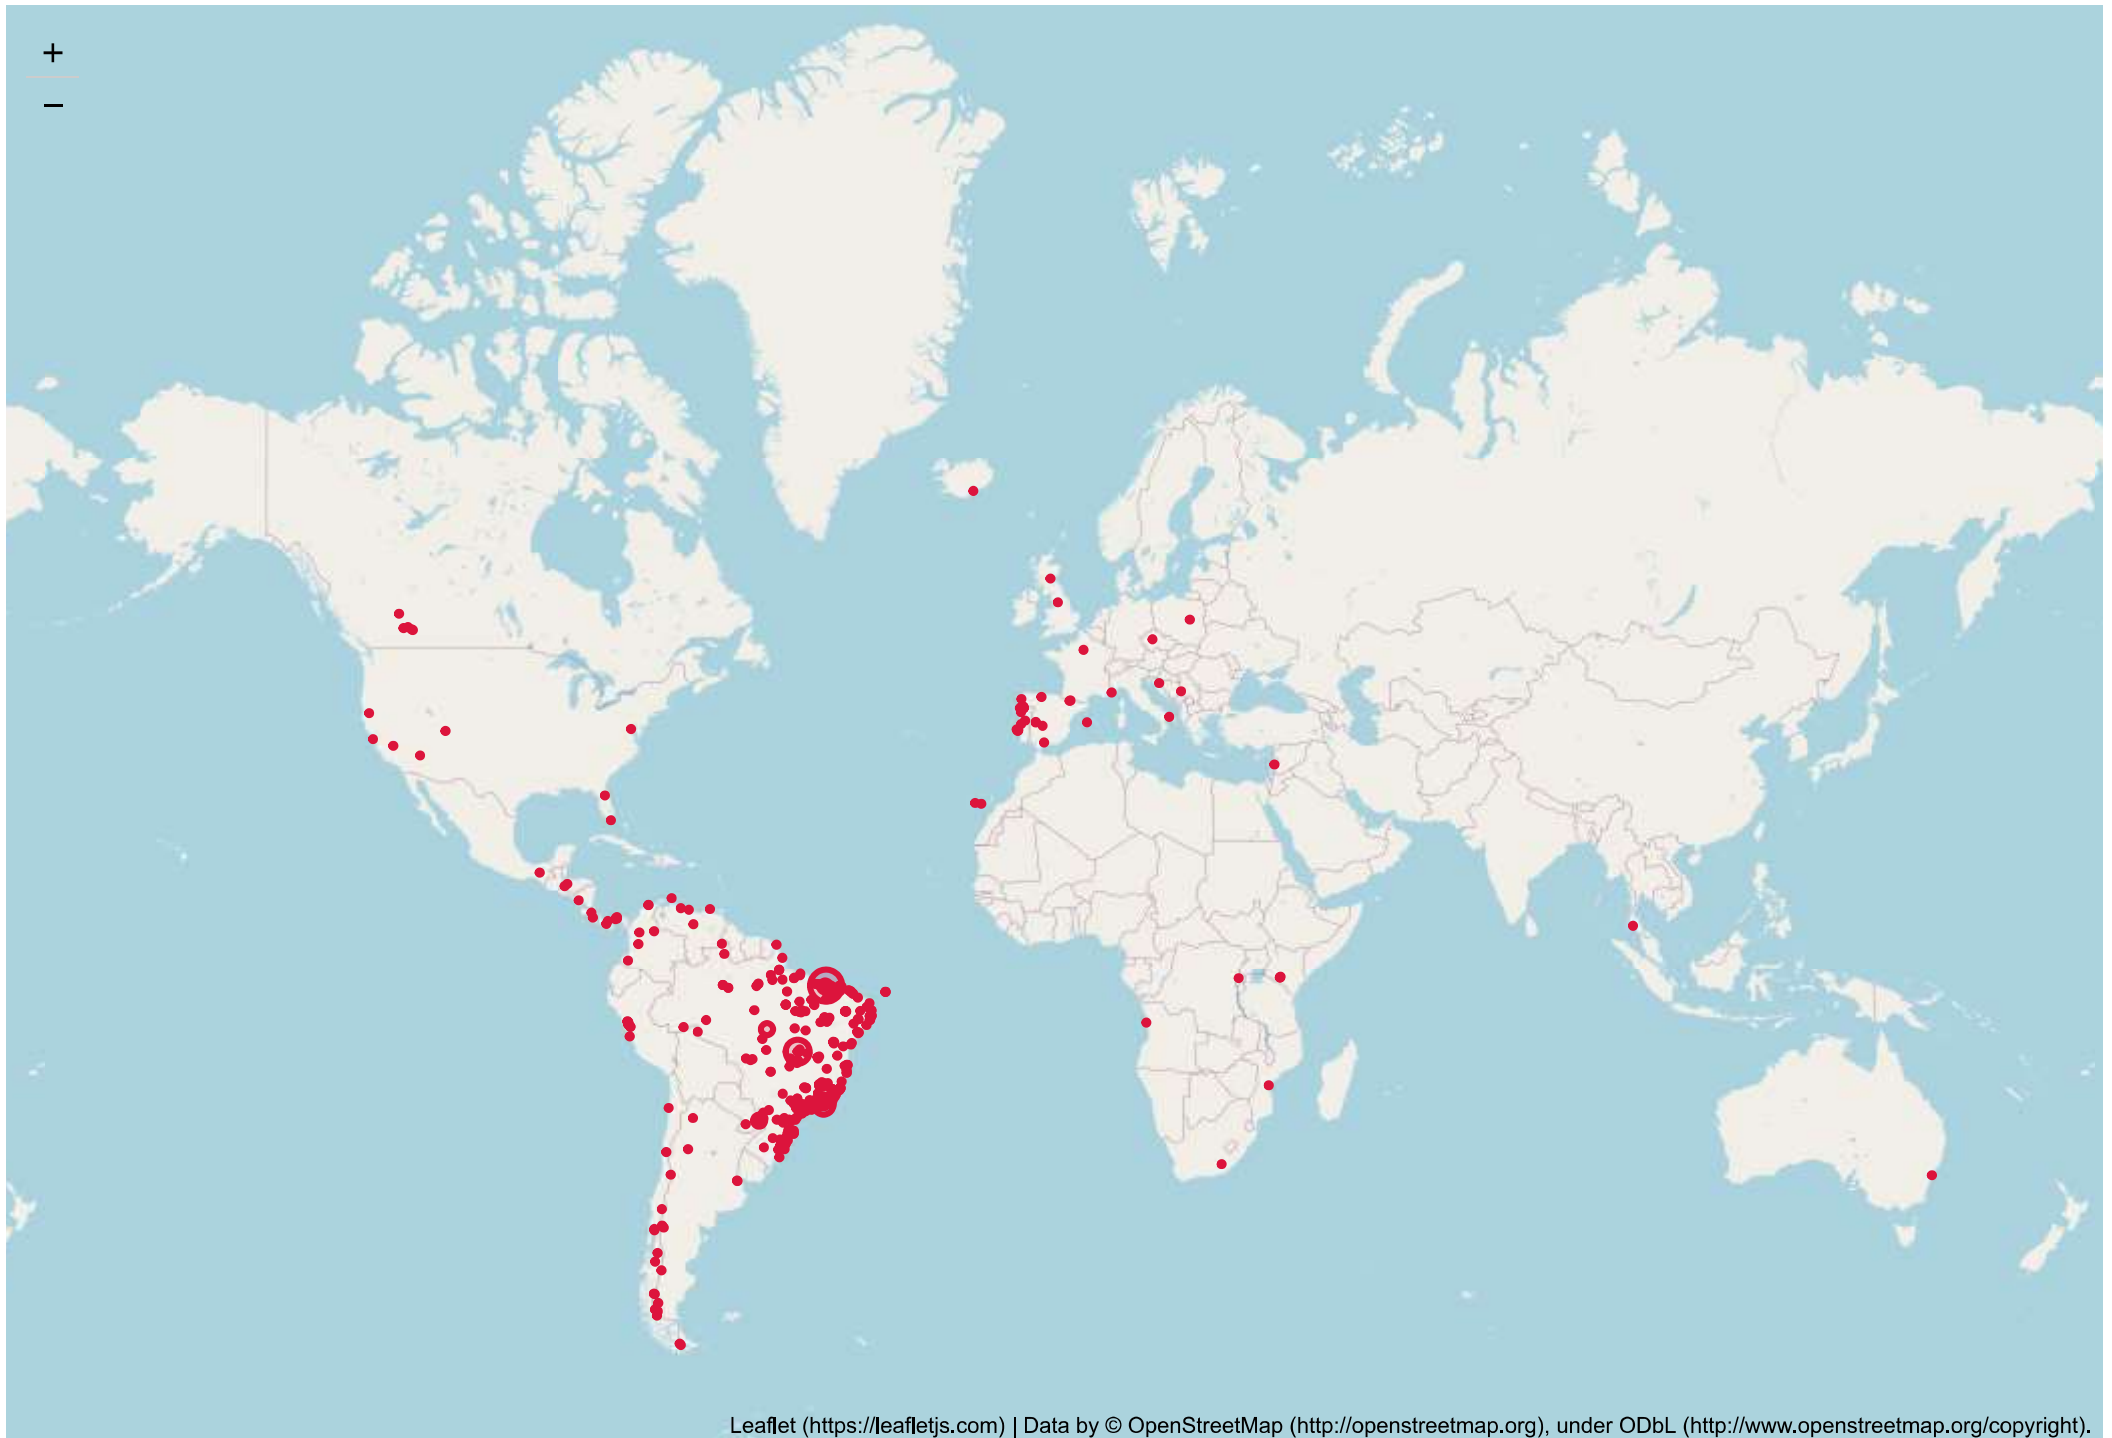 +
−
Leaflet (https://leafletjs.com) | Data by © OpenStreetMap (http://openstreetmap.org), under ODbL (http://www.openstreetmap.org/copyright).